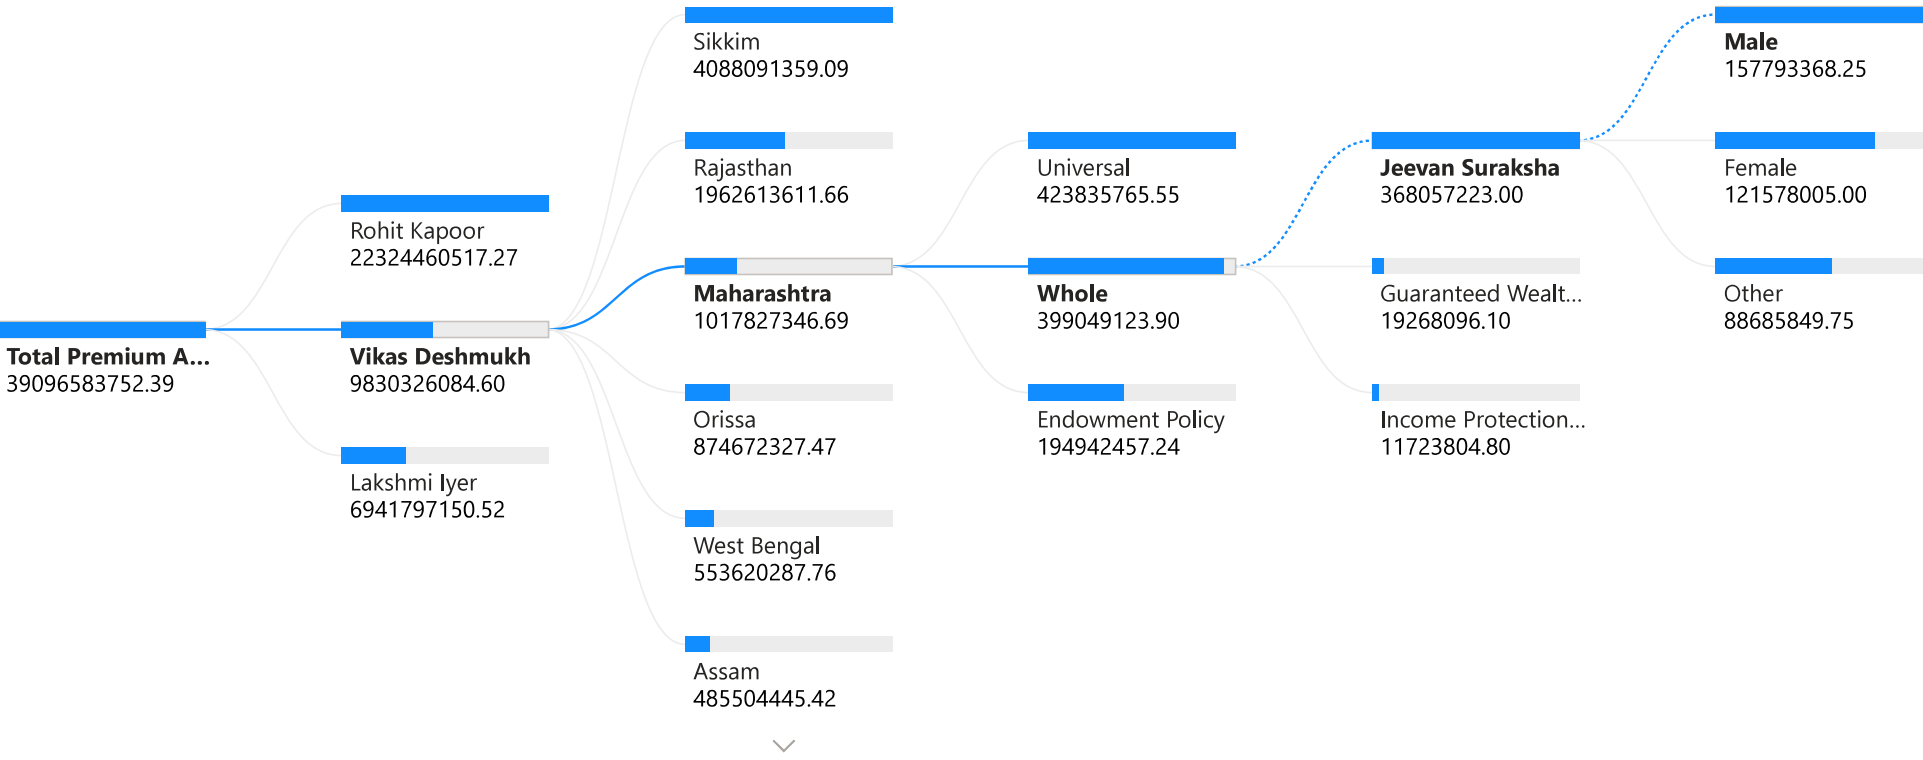 Total Premium A...
39096583752.39
Rohit Kapoor
22324460517.27
Vikas Deshmukh
9830326084.60
Lakshmi Iyer
6941797150.52
Sikkim
4088091359.09
Rajasthan
1962613611.66
Maharashtra
1017827346.69
Orissa
874672327.47
West Bengal
553620287.76
Assam
485504445.42
Universal
423835765.55
Whole
399049123.90
Endowment Policy
194942457.24
Jeevan Suraksha
368057223.00
Guaranteed Wealt...
19268096.10
Income Protection...
11723804.80
Male
157793368.25
Female
121578005.00
Other
88685849.75